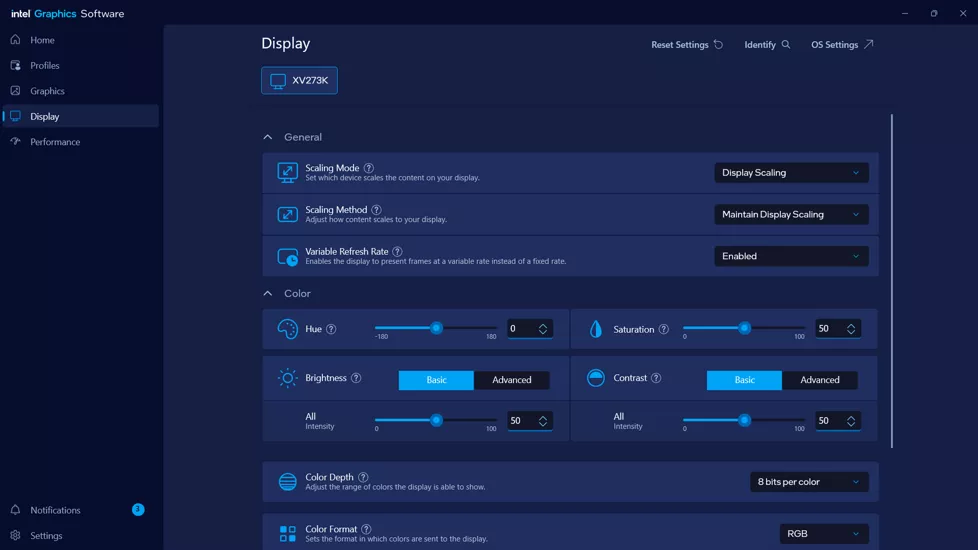 intel Graphics Software
Home
Profiles
Graphics
Display
Performance
Notifications 3
Settings
Display
Reset Settings
Identify
OS Settings
XV273K
General
Scaling Mode ?
Set which device scales the content on your display.
Display Scaling
Scaling Method ?
Adjust how content scales to your display.
Maintain Display Scaling
Variable Refresh Rate ?
Enables the display to present frames at a variable rate instead of a fixed rate.
Enabled
Color
Hue ?
-180 180
0
Saturation ?
0 100
50
Brightness ?
Basic Advanced
Contrast ?
Basic Advanced
All
Intensity
0 100
50
All
Intensity
0 100
50
Color Depth ?
Adjust the range of colors the display is able to show.
8 bits per color
Color Format ?
Sets the format in which colors are sent to the display.
RGB